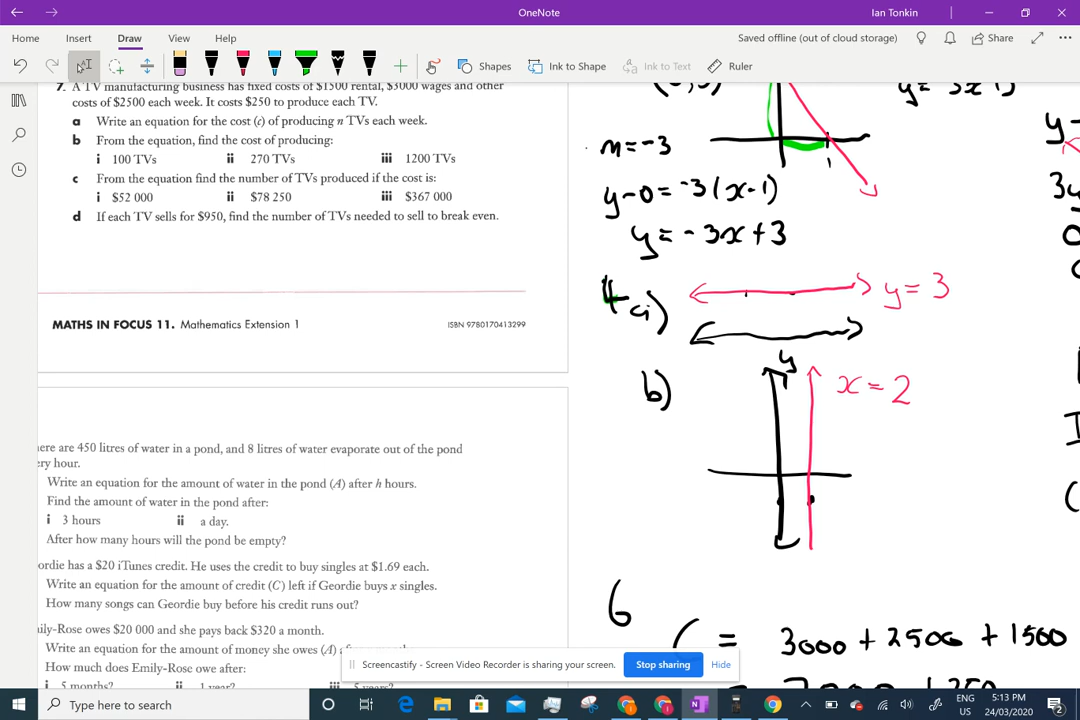 OneNote
Ian Tonkin
Home Insert Draw View Help
Saved offline (out of cloud storage)
Share
Ink to Shape
Shapes
Ink to Text
Ruler
7. A TV manufacturing business has fixed costs of $1500 rental, $3000 wages and other
costs of $2500 each week. It costs $250 to produce each TV.
a Write an equation for the cost (c) of producing n TVs each week.
b From the equation, find the cost of producing:
i 100 TVs ii 270 TVs iii 1200 TVs
c From the equation find the number of TVs produced if the cost is:
i $52 000 ii $78 250 iii $367 000
d If each TV sells for $950, find the number of TVs needed to sell to break even.
MATHS IN FOCUS 11. Mathematics Extension 1
ISBN 9780170413299
ere are 450 litres of water in a pond, and 8 litres of water evaporate out of the pond
ry hour.
Write an equation for the amount of water in the pond (A) after h hours.
Find the amount of water in the pond after:
i 3 hours ii a day.
After how many hours will the pond be empty?
ordie has a $20 iTunes credit. He uses the credit to buy singles at $1.69 each.
Write an equation for the amount of credit (C) left if Geordie buys x singles.
How many songs can Geordie buy before his credit runs out?
ily-Rose owes $20 000 and she pays back $320 a month.
Write an equation for the amount of money she owes (A)
How much does Emily-Rose owe after:
i 5 months? ii 1 year? iii 5 years?
1
m = -3
y-0 = -3(x-1)
y = -3x+3
4 a)
y = 3
b)
y
x = 2
6
C = 3000 + 2500 + 1500
y-
3y
Screencastify - Screen Video Recorder is sharing your screen.
Stop sharing
Hide
Type here to search
ENG
US
5:13 PM
24/03/2020
2